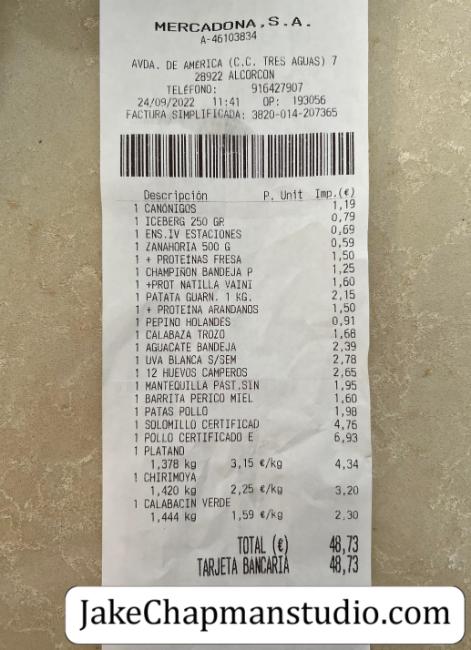 MERCADONA,S.A.
A-46103834
AVDA. DE AMÉRICA (C.C. TRES AGUAS) 7
28922 ALCORCON
TELÉFONO: 916427907
24/09/2022 11:41 OP: 193056
FACTURA SIMPLIFICADA: 3820-014-207365
Descripción P. Unit Imp.(€)
1 CANÓNIGOS 1,19
1 ICEBERG 250 GR 0,79
1 ENS.IV ESTACIONES 0,69
1 ZANAHORIA 500 G 0,59
1 + PROTEÍNAS FRESA 1,50
1 CHAMPIÑON BANDEJA P 1,25
1 +PROT NATILLA VAINI 1,60
1 PATATA GUARN. 1 KG. 2,15
1 + PROTEÍNA ARANDANOS 1,50
1 PEPINO HOLANDES 0,91
1 CALABAZA TROZO 1,68
1 AGUACATE BANDEJA 2,39
1 UVA BLANCA S/SEM 2,78
1 12 HUEVOS CAMPEROS 2,65
1 MANTEQUILLA PAST.SIN 1,95
1 BARRITA PERICO MIEL 1,60
1 PATAS POLLO 1,98
1 SOLOMILLO CERTIFICAD 4,76
1 POLLO CERTIFICADO E 6,93
1 PLATANO
1,378 kg 3,15 €/kg 4,34
1 CHIRIMOYA
1,420 kg 2,25 €/kg 3,20
1 CALABACIN VERDE
1,444 kg 1,59 €/kg 2,30
TOTAL (€) 48,73
TARJETA BANCARIA 48,73
JakeChapmanstudio.com